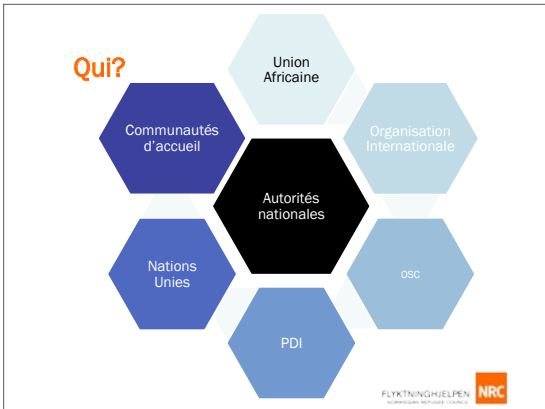 Qui?
Union
Africaine
Communautés
d'accueil
Organisation
Internationale
Autorités
nationales
Nations
Unies
osc
PDI
FLYKTNINGHJELPEN
NORWEGIAN REFUGEE COUNCIL
NRC